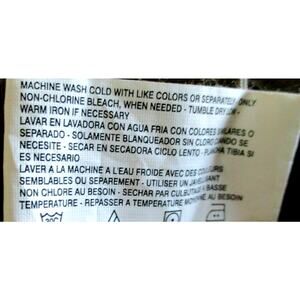 MACHINE WASH COLD WITH LIKE COLORS OR SEPARATELY ONLY
NON-CHLORINE BLEACH, WHEN NEEDED - TUMBLE DRY LOW -
WARM IRON IF NECESSARY
LAVAR EN LAVADORA CON AGUA FRIA CON COLORES SIMILARES O
SEPARADO - SOLAMENTE BLANQUEADOR SIN CLORO CUANDO SE
NECESITE - SECAR EN SECADORA CICLO LENTO - PLANCHA TIBIA SI
ES NECESARIO
LAVER A LA MACHINE A L'EAU FROIDE AVEC DES COULEURS
SEMBLABLES OU SEPAREMENT - UTILISER UN JAVELLISANT
NON CHLORE AU BESOIN - SECHAR PAR CULBUTAGE A BASSE
TEMPERATURE - REPASSER A TEMPERATURE MOYENNE AU BESOIN
30C